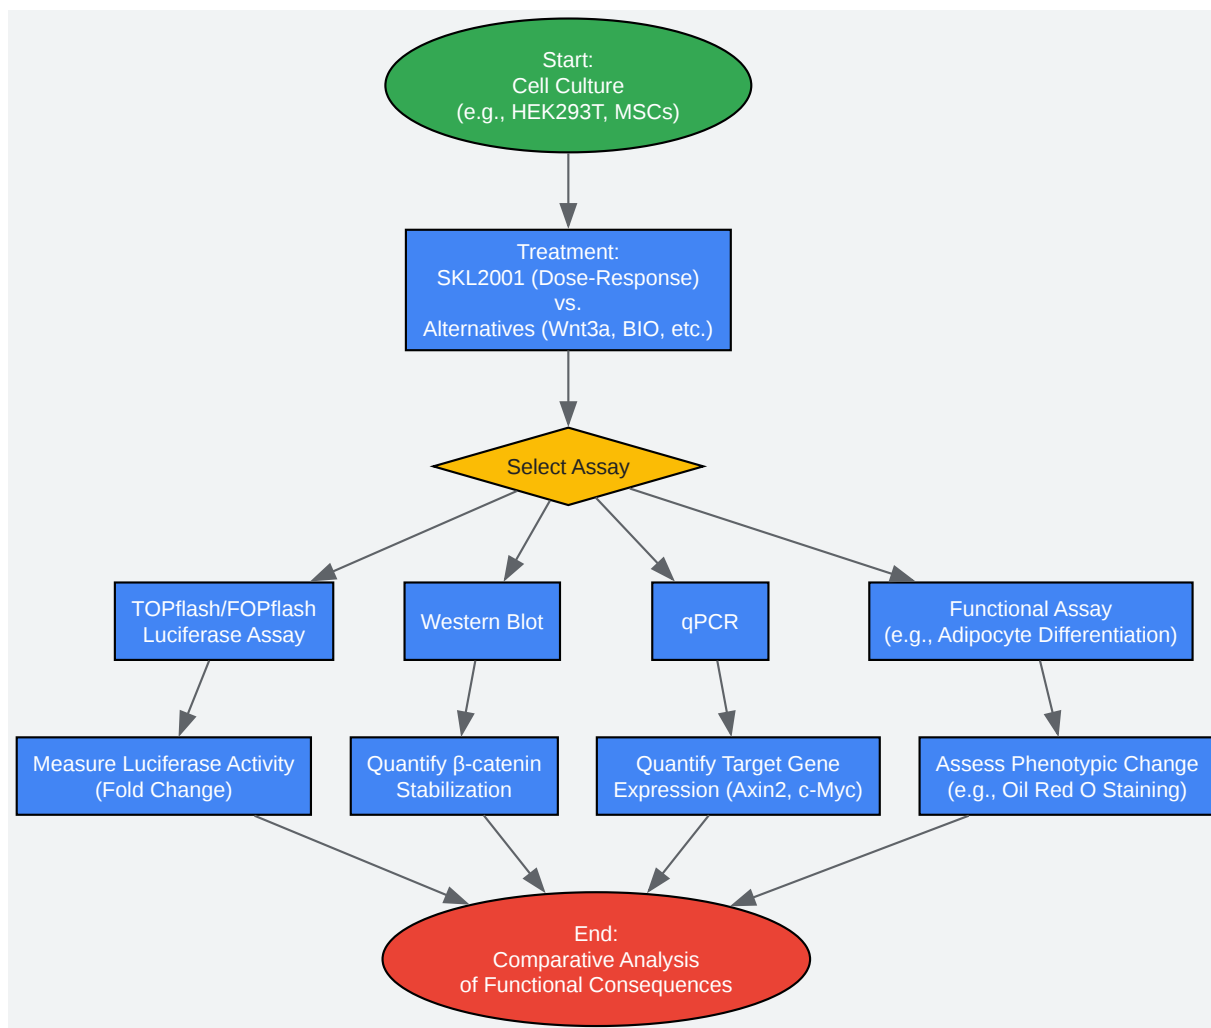 Start:
Cell Culture
(e.g., HEK293T, MSCs)
Treatment:
SKL2001 (Dose-Response)
vs.
Alternatives (Wnt3a, BIO, etc.)
Select Assay
TOPflash/FOPflash
Luciferase Assay
Western Blot
qPCR
Functional Assay
(e.g., Adipocyte Differentiation)
Measure Luciferase Activity
(Fold Change)
Quantify β-catenin
Stabilization
Quantify Target Gene
Expression (Axin2, c-Myc)
Assess Phenotypic Change
(e.g., Oil Red O Staining)
End:
Comparative Analysis
of Functional Consequences